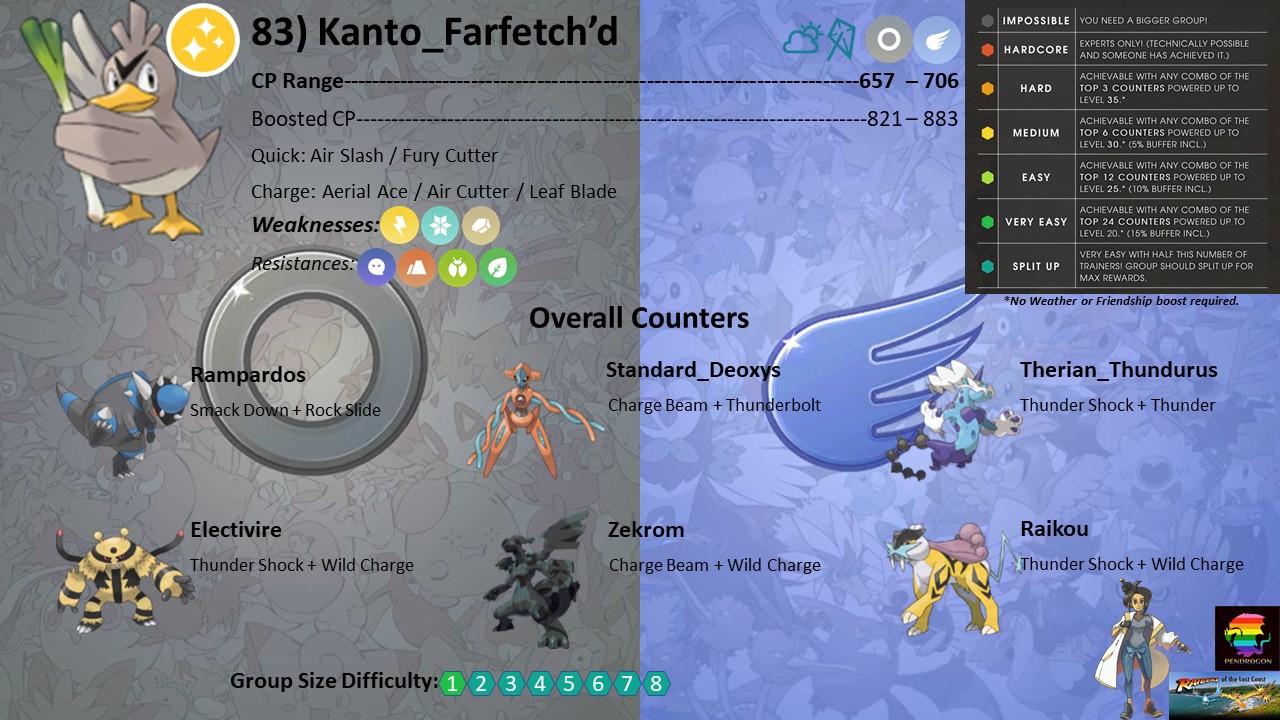 83) Kanto_Farfetch’d
CP Range------------------------------------------------------------------------657 – 706
Boosted CP-------------------------------------------------------------------------821 – 883
Quick: Air Slash / Fury Cutter
Charge: Aerial Ace / Air Cutter / Leaf Blade
Weaknesses:
Resistances:
IMPOSSIBLE YOU NEED A BIGGER GROUP!
HARDCORE EXPERTS ONLY! (TECHNICALLY POSSIBLE
AND SOMEONE HAS ACHIEVED IT.)
HARD ACHIEVABLE WITH ANY COMBO OF THE
TOP 3 COUNTERS POWERED UP TO
LEVEL 35.*
MEDIUM ACHIEVABLE WITH ANY COMBO OF THE
TOP 6 COUNTERS POWERED UP TO
LEVEL 30.* (5% BUFFER INCL.)
EASY ACHIEVABLE WITH ANY COMBO OF THE
TOP 12 COUNTERS POWERED UP TO
LEVEL 25.* (10% BUFFER INCL.)
VERY EASY ACHIEVABLE WITH ANY COMBO OF THE
TOP 24 COUNTERS POWERED UP TO
LEVEL 20.* (15% BUFFER INCL.)
SPLIT UP VERY EASY WITH HALF THIS NUMBER OF
TRAINERS! GROUP SHOULD SPLIT UP FOR
MAX REWARDS.
*No Weather or Friendship boost required.
Overall Counters
Rampardos
Smack Down + Rock Slide
Standard_Deoxys
Charge Beam + Thunderbolt
Therian_Thundurus
Thunder Shock + Thunder
Electivire
Thunder Shock + Wild Charge
Zekrom
Charge Beam + Wild Charge
Raikou
Thunder Shock + Wild Charge
Group Size Difficulty: 1 2 3 4 5 6 7 8
PENDRAGON
RAIDERS of the Lost Coast